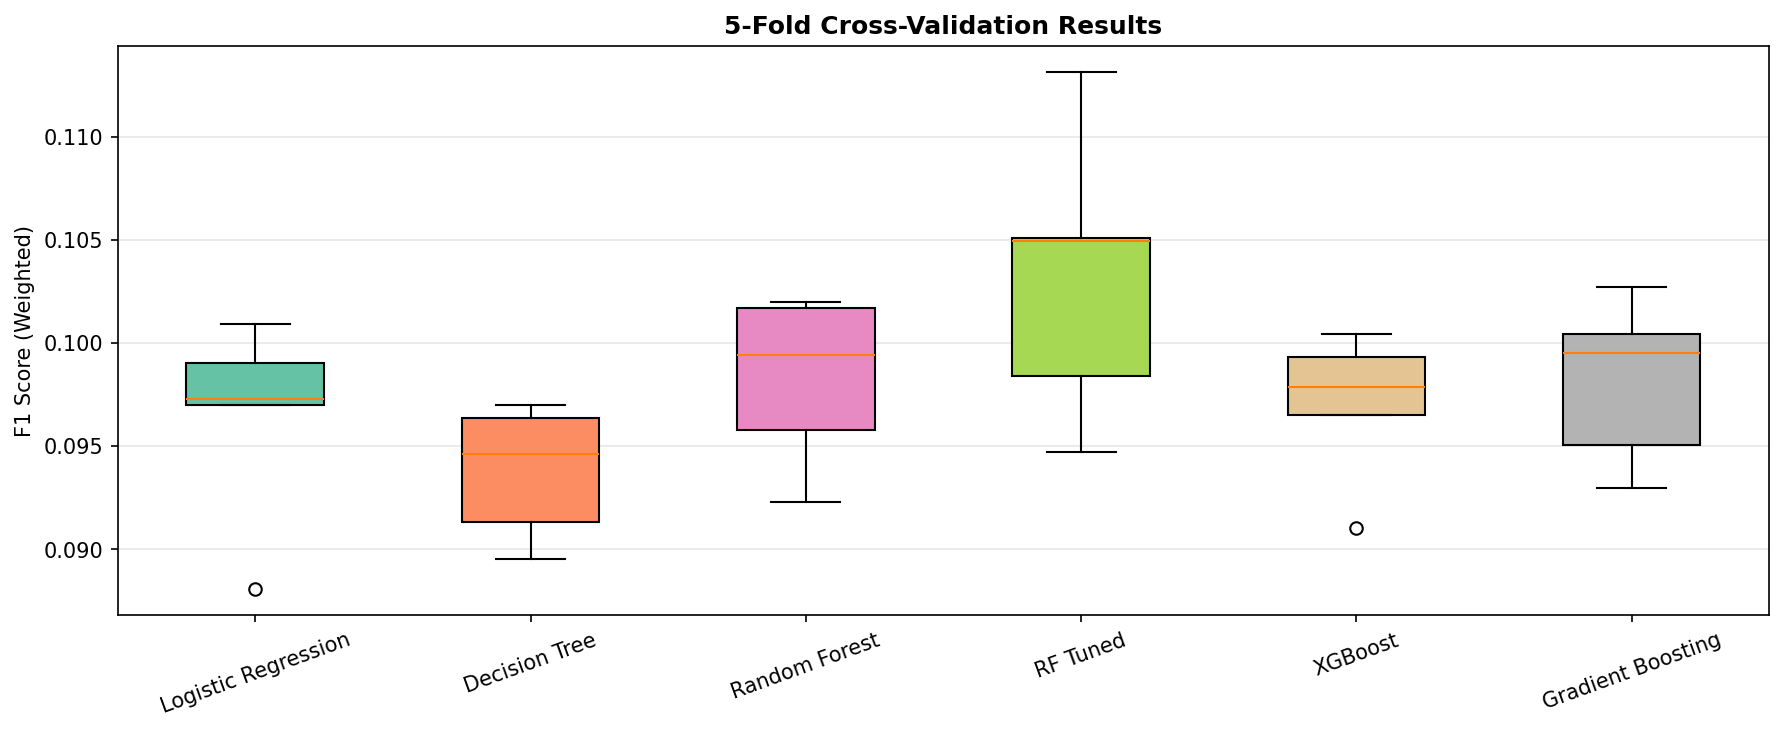 5-Fold Cross-Validation Results
F1 Score (Weighted)
0.110
0.105
0.100
0.095
0.090
Logistic Regression
Decision Tree
Random Forest
RF Tuned
XGBoost
Gradient Boosting